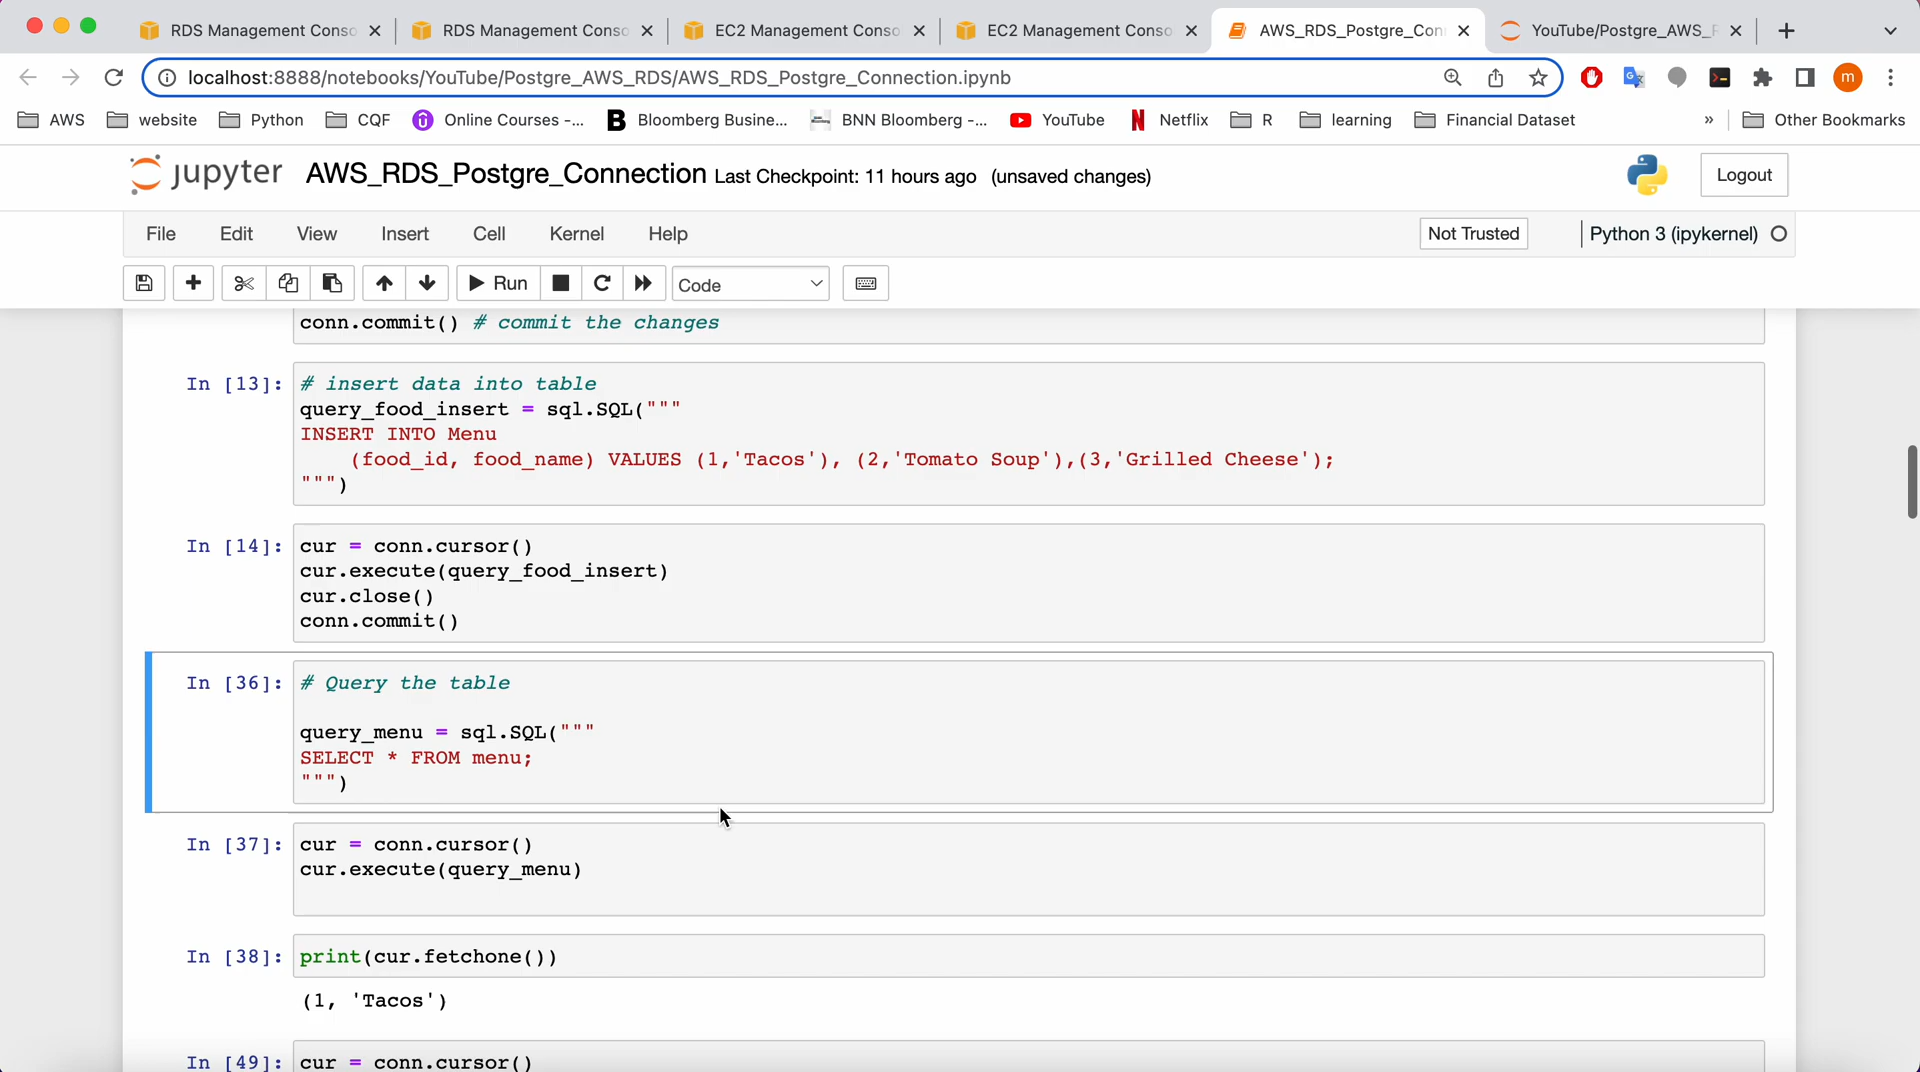 RDS Management Conso
RDS Management Conso
EC2 Management Conso
EC2 Management Conso
AWS_RDS_Postgre_Con
YouTube/Postgre_AWS_R
localhost:8888/notebooks/YouTube/Postgre_AWS_RDS/AWS_RDS_Postgre_Connection.ipynb
m
AWS
website
Python
CQF
Online Courses -...
Bloomberg Busine...
BNN Bloomberg -...
YouTube
Netflix
R
learning
Financial Dataset
»
Other Bookmarks
jupyter AWS_RDS_Postgre_Connection Last Checkpoint: 11 hours ago (unsaved changes)
Logout
File Edit View Insert Cell Kernel Help
Not Trusted
Python 3 (ipykernel)
Run
Code
conn.commit() # commit the changes
In [13]: # insert data into table
query_food_insert = sql.SQL("""
INSERT INTO Menu
(food_id, food_name) VALUES (1,'Tacos'), (2,'Tomato Soup'),(3,'Grilled Cheese');
""")
In [14]: cur = conn.cursor()
cur.execute(query_food_insert)
cur.close()
conn.commit()
In [36]: # Query the table
query_menu = sql.SQL("""
SELECT * FROM menu;
""")
In [37]: cur = conn.cursor()
cur.execute(query_menu)
In [38]: print(cur.fetchone())
(1, 'Tacos')
In [49]: cur = conn.cursor()